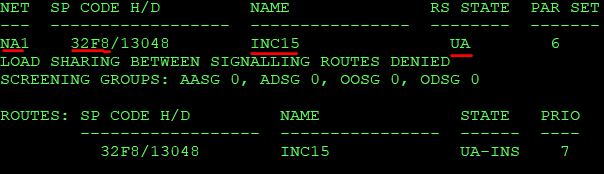 NET  SP CODE H/D        NAME              RS STATE  PAR SET
---  ------------------ ----------------- --------  -------
NA1  32F8/13048         INC15             UA        6
LOAD SHARING BETWEEN SIGNALLING ROUTES DENIED
SCREENING GROUPS: AASG 0, ADSG 0, OOSG 0, ODSG 0
ROUTES: SP CODE H/D        NAME              STATE   PRIO
------------------ ----------------- ------- ----
32F8/13048         INC15             UA-INS  7